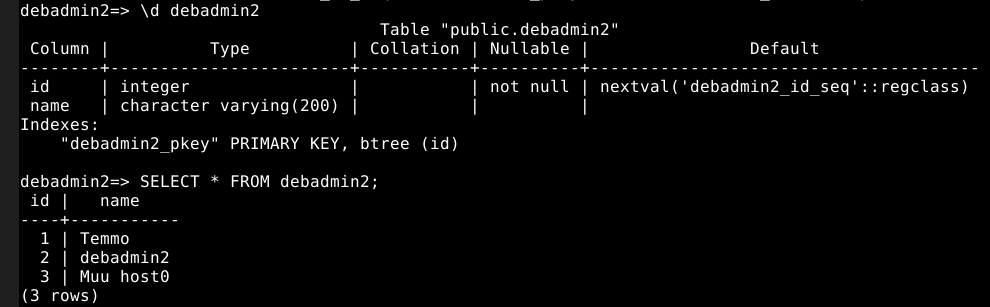 debadmin2=> \d debadmin2
                                    Table "public.debadmin2"
 Column |          Type          | Collation | Nullable |                Default
--------+------------------------+-----------+----------+---------------------------------------
 id     | integer                |           | not null | nextval('debadmin2_id_seq'::regclass)
 name   | character varying(200) |           |          |
Indexes:
    "debadmin2_pkey" PRIMARY KEY, btree (id)

debadmin2=> SELECT * FROM debadmin2;
 id |   name
----+-----------
  1 | Temmo
  2 | debadmin2
  3 | Muu host0
(3 rows)